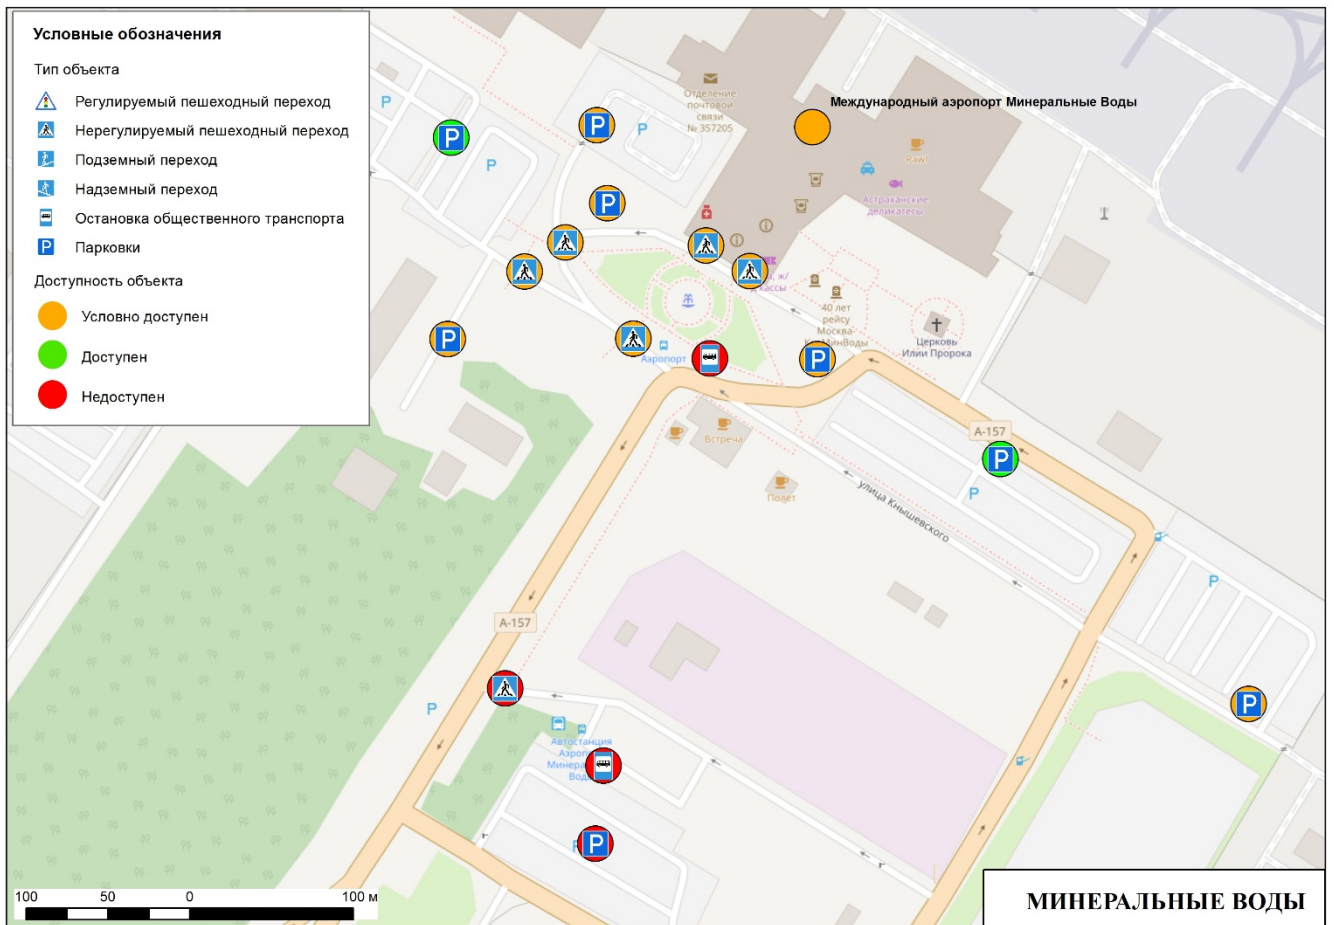 Условные обозначения
Тип объекта
Регулируемый пешеходный переход
Нерегулируемый пешеходный переход
Подземный переход
Надземный переход
Остановка общественного транспорта
P Парковки
Доступность объекта
Условно доступен
Доступен
Недоступен
Международный аэропорт Минеральные Воды
Отделение
почтовой
связи
№ 357205
Rawl
Астраханские
деликатесы
ж/
кассы
40 лет
рейсу
Москва-
Церковь
Илии Пророка
Аэропорт
Встреча
Полет
А-157
улица Кнышевского
А-157
Автостанция
P
P
P
P
P
P
P
P
P
P
P
P
P
P
100 50 0 100 м
МИНЕРАЛЬНЫЕ ВОДЫ